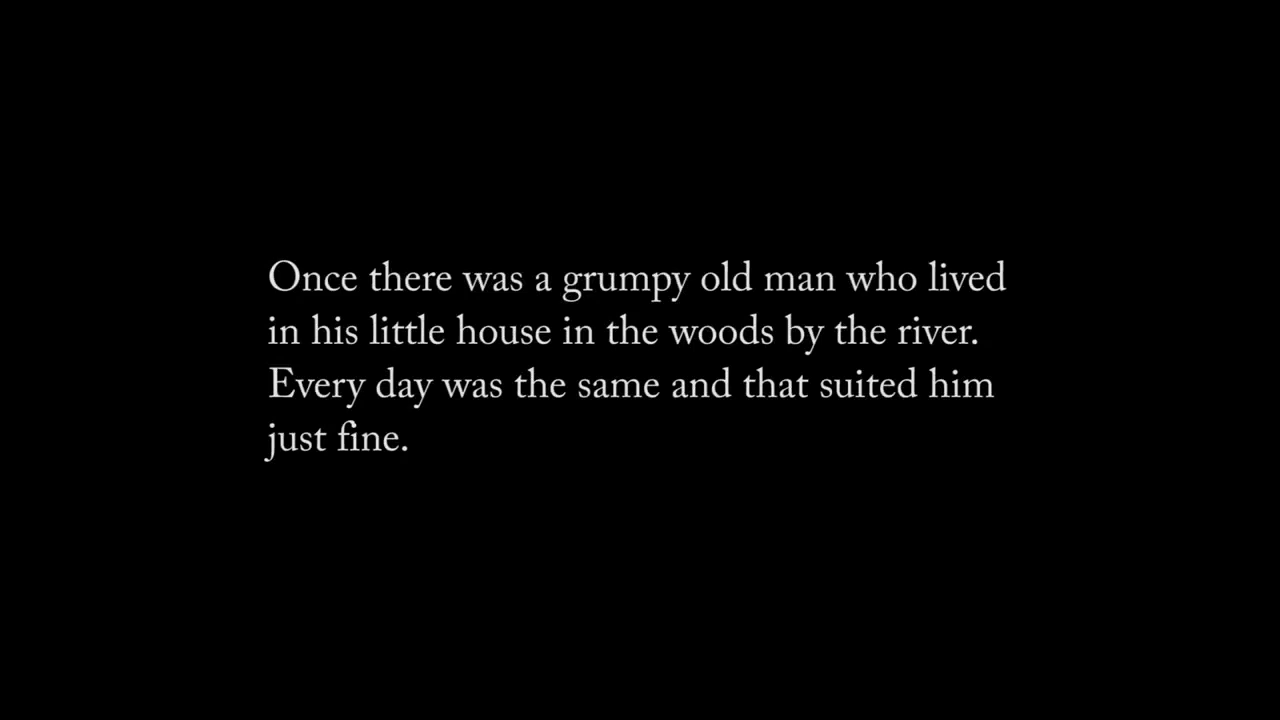 Once there was a grumpy old man who lived
in his little house in the woods by the river.
Every day was the same and that suited him
just fine.